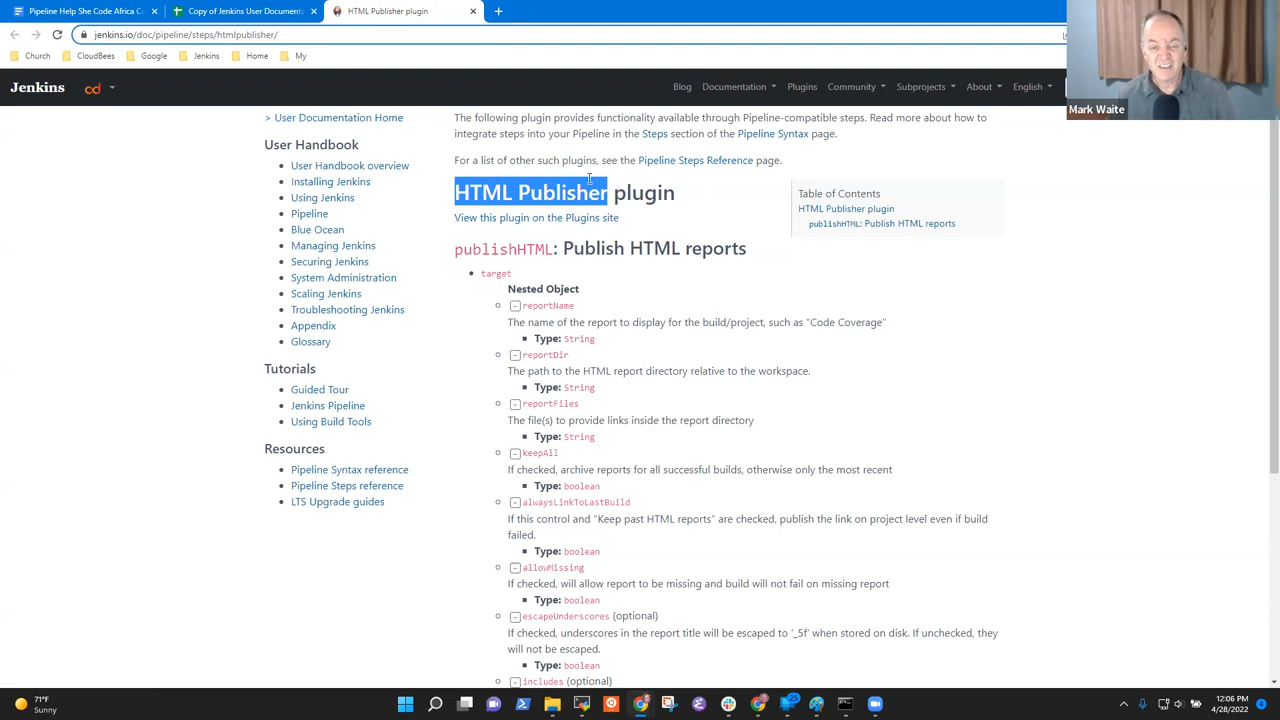 Pipeline Help She Code Africa Co
Copy of Jenkins User Documenta
HTML Publisher plugin
jenkins.io/doc/pipeline/steps/htmlpublisher/
Church
CloudBees
Google
Jenkins
Home
My
Mark Waite
Jenkins
cd
Blog
Documentation
Plugins
Community
Subprojects
About
English
> User Documentation Home
User Handbook
User Handbook overview
Installing Jenkins
Using Jenkins
Pipeline
Blue Ocean
Managing Jenkins
Securing Jenkins
System Administration
Scaling Jenkins
Troubleshooting Jenkins
Appendix
Glossary
Tutorials
Guided Tour
Jenkins Pipeline
Using Build Tools
Resources
Pipeline Syntax reference
Pipeline Steps reference
LTS Upgrade guides
The following plugin provides functionality available through Pipeline-compatible steps. Read more about how to
integrate steps into your Pipeline in the Steps section of the Pipeline Syntax page.
For a list of other such plugins, see the Pipeline Steps Reference page.
HTML Publisher plugin
View this plugin on the Plugins site
publishHTML: Publish HTML reports
target
Nested Object
reportName
The name of the report to display for the build/project, such as "Code Coverage"
Type: String
reportDir
The path to the HTML report directory relative to the workspace.
Type: String
reportFiles
The file(s) to provide links inside the report directory
Type: String
keepAll
If checked, archive reports for all successful builds, otherwise only the most recent
Type: boolean
alwaysLinkToLastBuild
If this control and "Keep past HTML reports" are checked, publish the link on project level even if build
failed.
Type: boolean
allowMissing
If checked, will allow report to be missing and build will not fail on missing report
Type: boolean
escapeUnderscores (optional)
If checked, underscores in the report title will be escaped to '_5f' when stored on disk. If unchecked, they
will not be escaped.
Type: boolean
includes (optional)
Table of Contents
HTML Publisher plugin
publishHTML: Publish HTML reports
71°F
Sunny
25
12:06 PM
4/28/2022